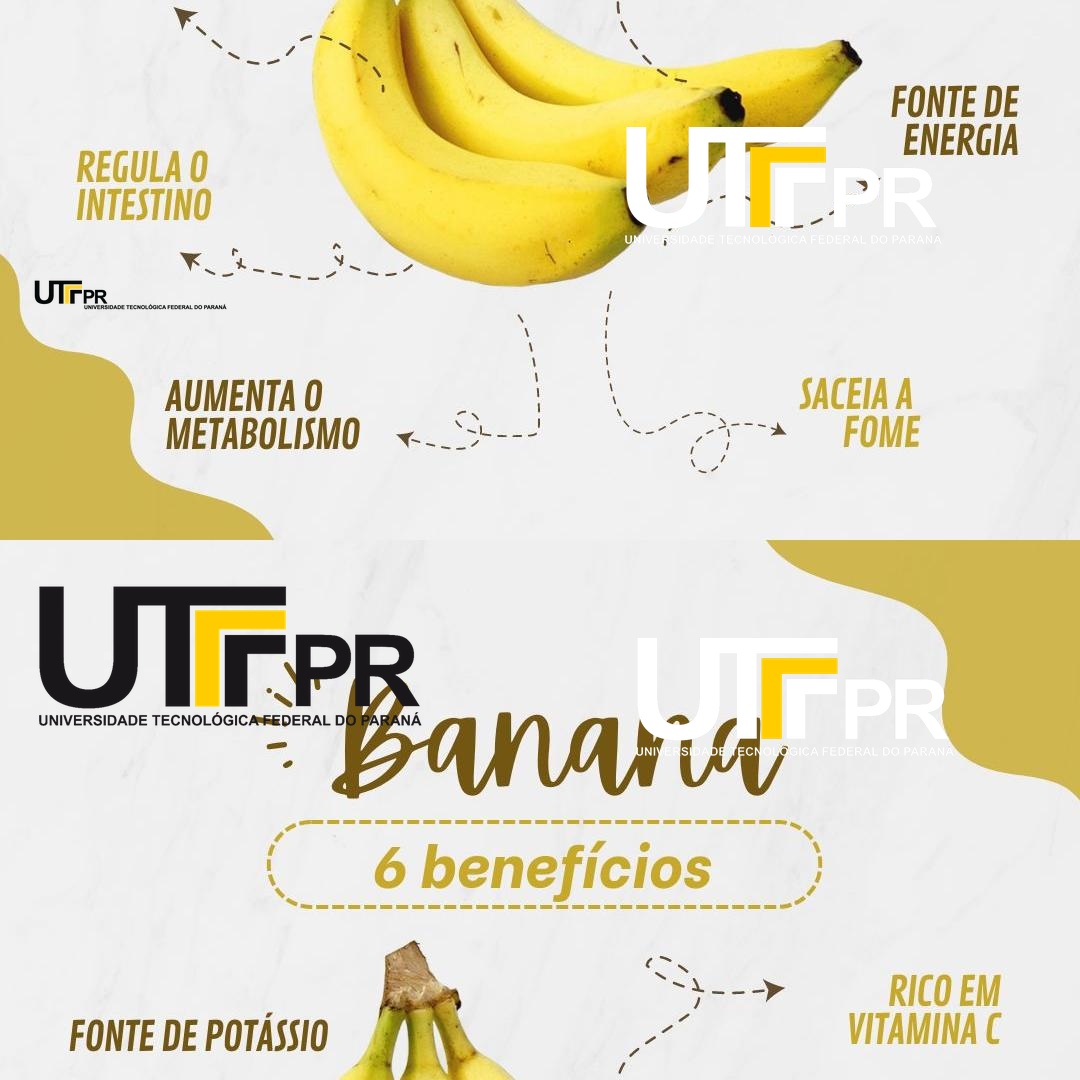 REGULA O
INTESTINO
FONTE DE
ENERGIA
UTFPR
UNIVERSIDADE TECNOLÓGICA FEDERAL DO PARANÁ
UTFPR
UNIVERSIDADE TECNOLÓGICA FEDERAL DO PARANÁ
AUMENTA O
METABOLISMO
SACEIA A
FOME
UTFPR
UNIVERSIDADE TECNOLÓGICA FEDERAL DO PARANÁ
UTFPR
UNIVERSIDADE TECNOLÓGICA FEDERAL DO PARANÁ
Banana
6 benefícios
FONTE DE POTÁSSIO
RICO EM
VITAMINA C